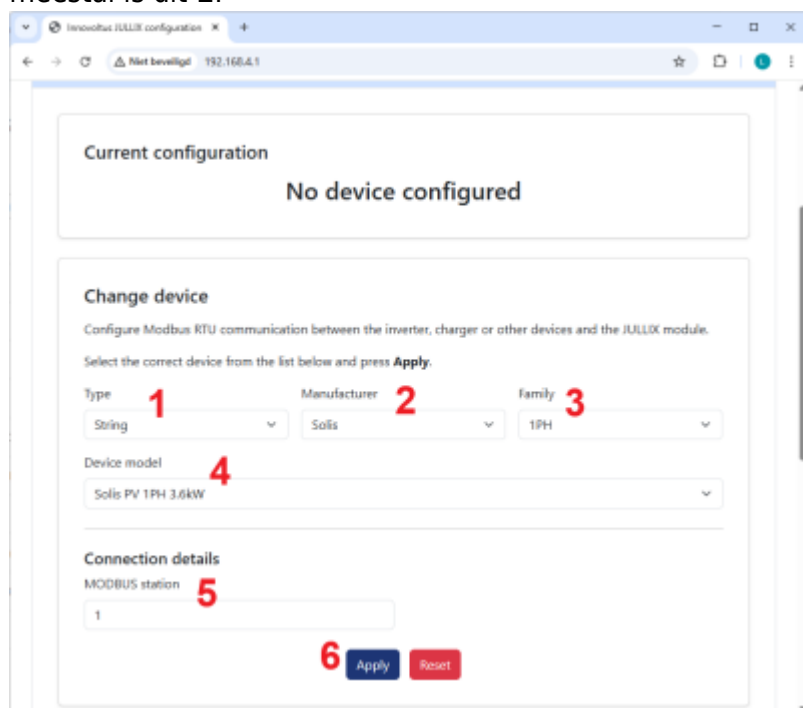 meestal is dit 1.
Innovoltus JULLIX configuration
Niet beveiligd 192.168.4.1
L
Current configuration
No device configured
Change device
Configure Modbus RTU communication between the inverter, charger or other devices and the JULLIX module.
Select the correct device from the list below and press Apply.
Type 1 Manufacturer 2 Family 3
String Solis 1PH
Device model 4
Solis PV 1PH 3.6kW
Connection details
MODBUS station 5
1
6 Apply Reset